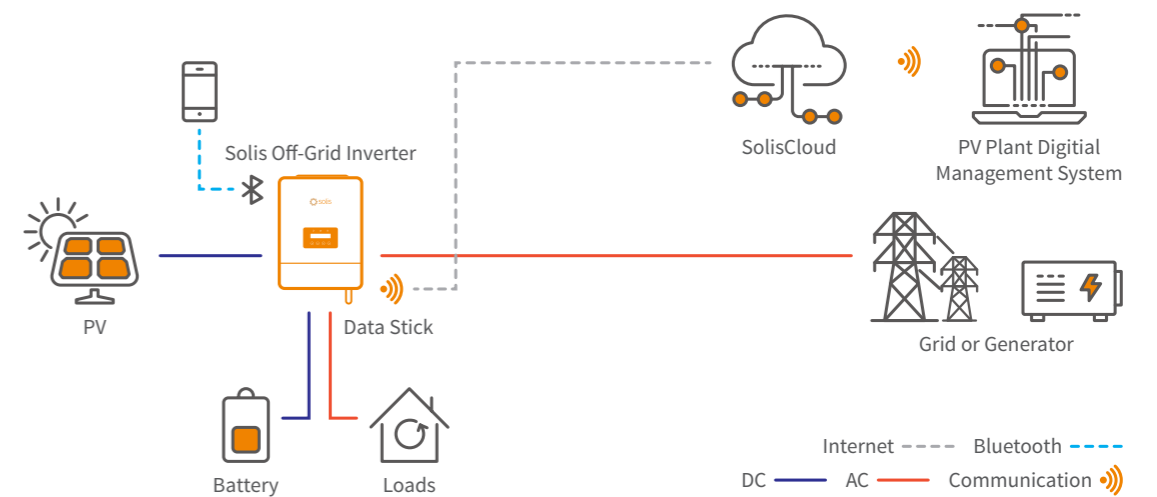 Solis Off-Grid Inverter
solis
SolisCloud
PV Plant Digitial
Management System
PV
Data Stick
Grid or Generator
Battery
Loads
Internet
Bluetooth
DC
AC
Communication